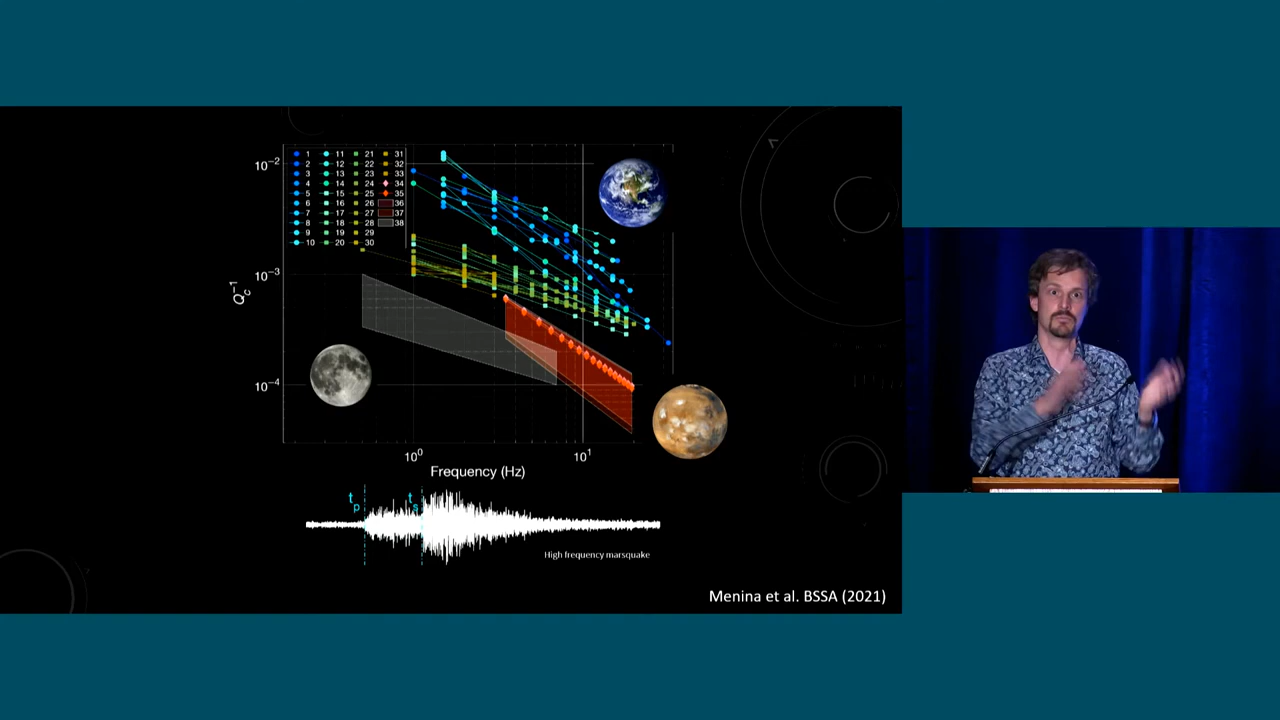 10⁻²
1 11 21 31
2 12 22 32
3 13 23 33
4 14 24 34
5 15 25 35
6 16 26 36
7 17 27 37
8 18 28 38
9 19 29
10 20 30
10⁻³
Q_c⁻¹
10⁻⁴
10⁰ 10¹
Frequency (Hz)
t_p t_s
High frequency marsquake
Menina et al. BSSA (2021)